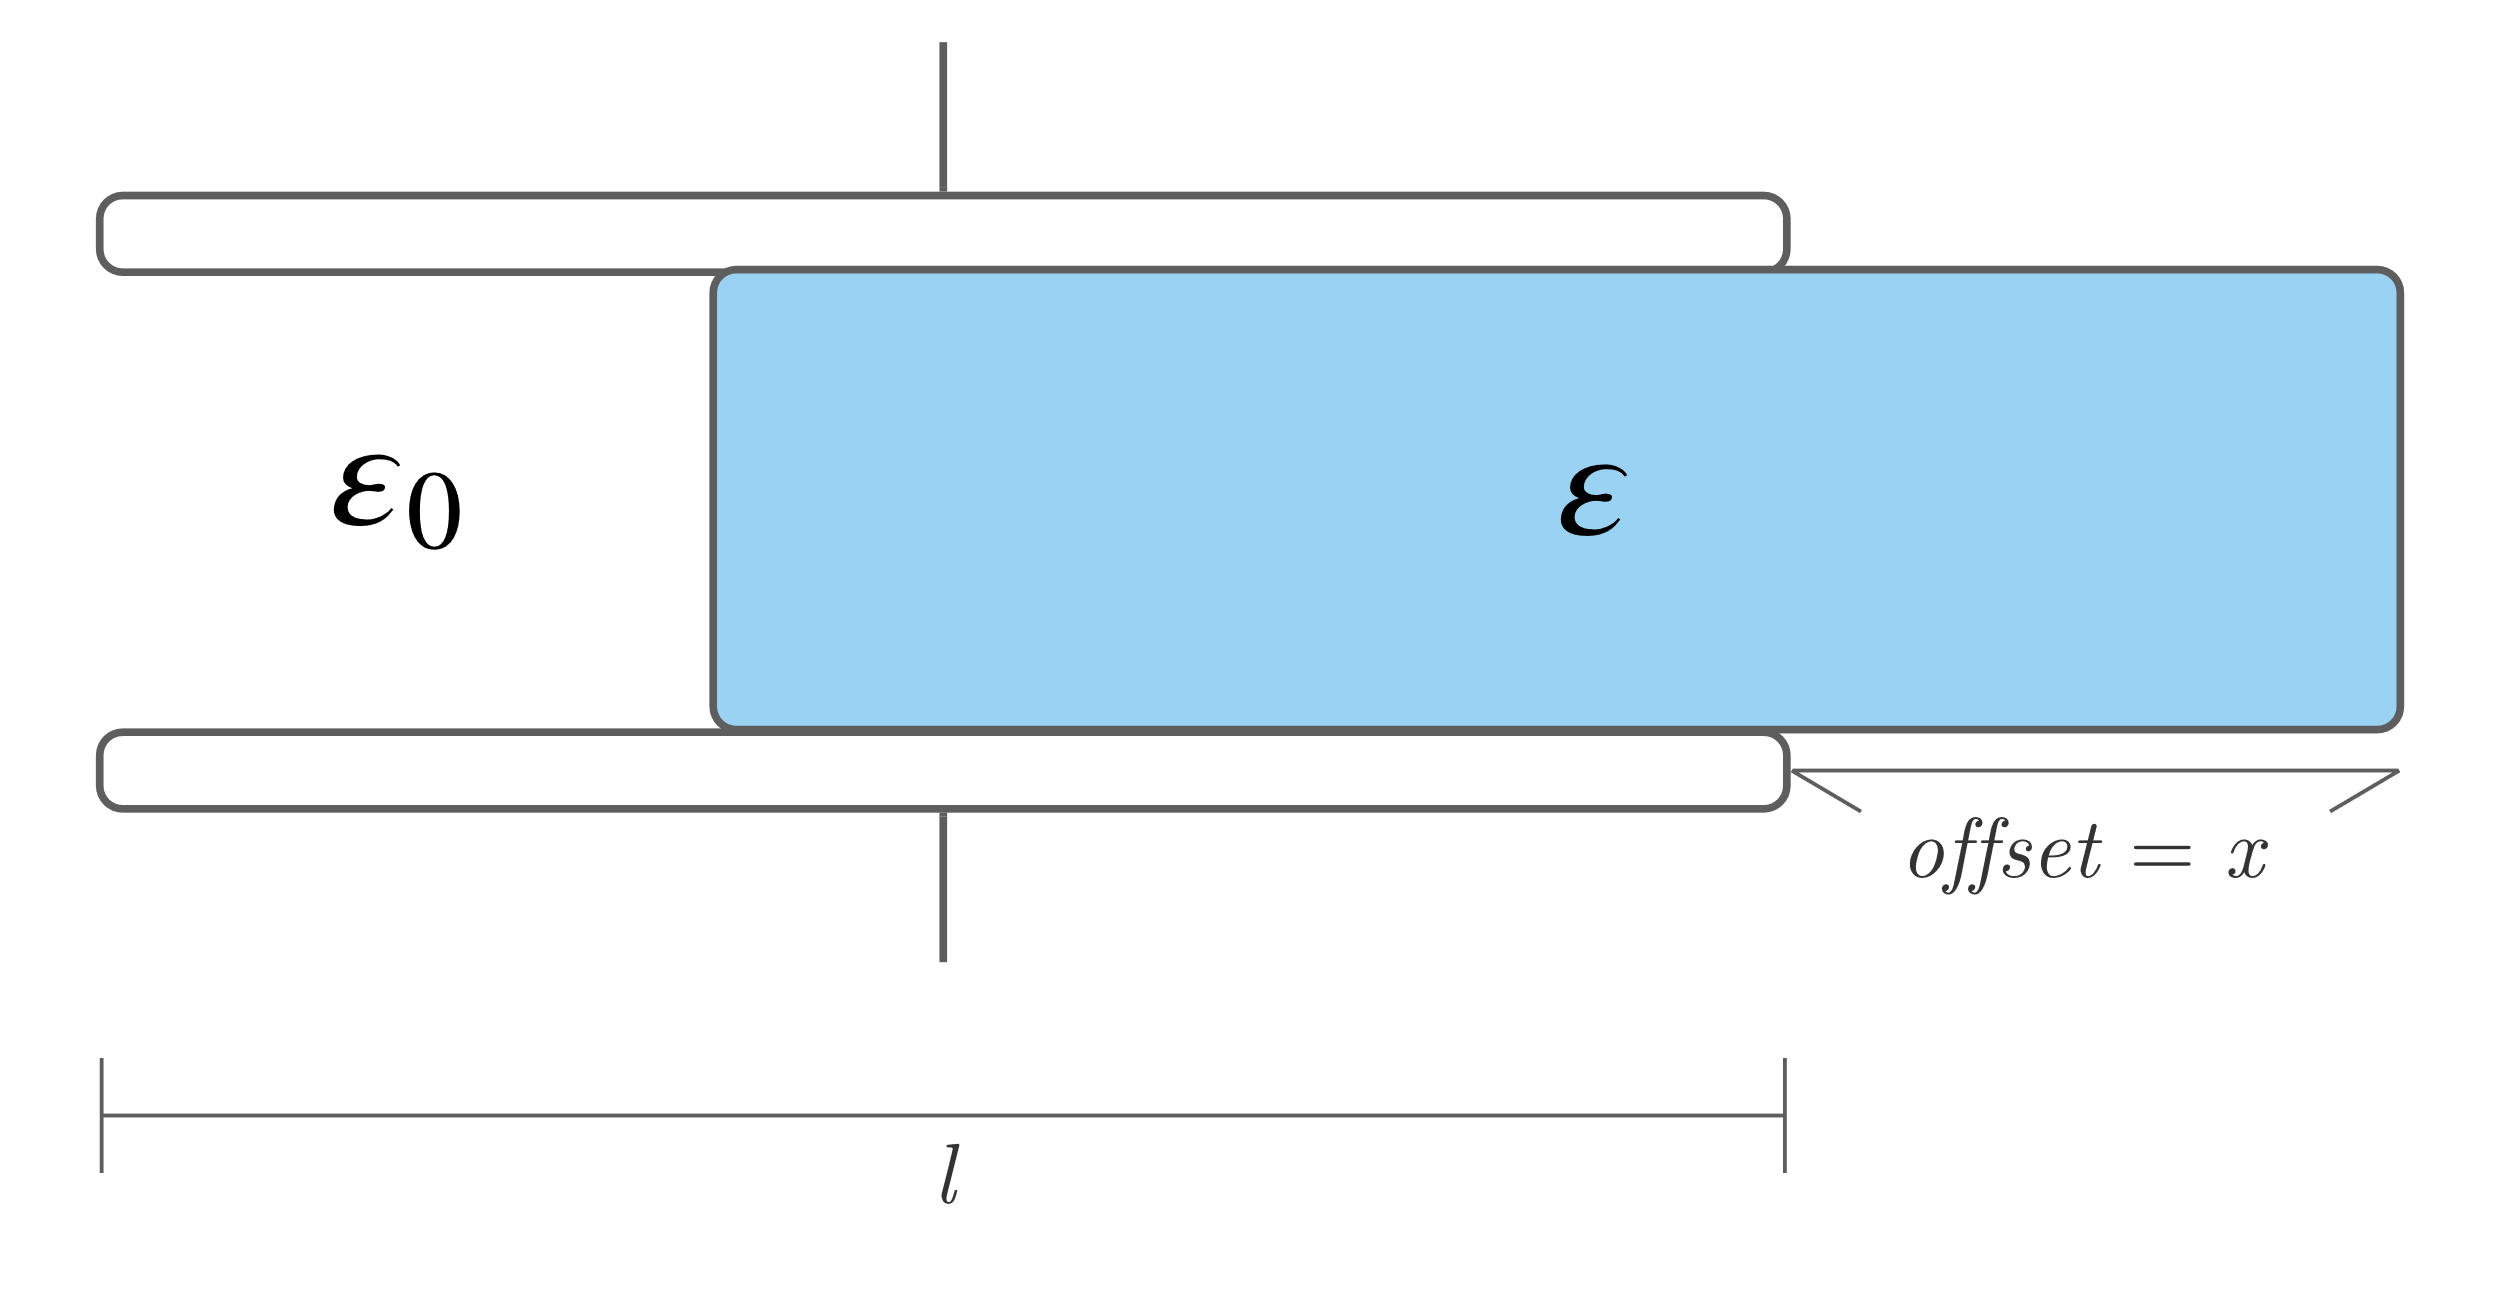 ε₀
ε
offset = x
l